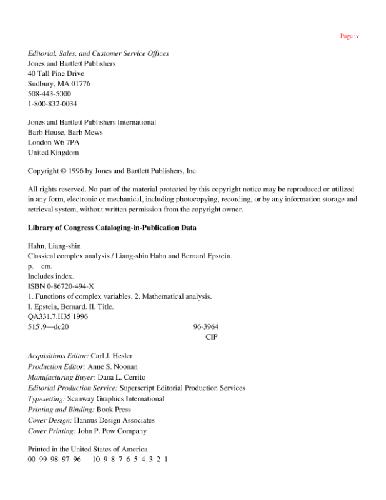 Page v
Editorial, Sales, and Customer Service Offices
Jones and Bartlett Publishers
40 Tall Pine Drive
Sudbury, MA 01776
508-443-5000
1-800-832-0034
Jones and Bartlett Publishers International
Barb House, Barb Mews
London W6 7PA
United Kingdom
Copyright © 1996 by Jones and Bartlett Publishers, Inc.
All rights reserved. No part of the material protected by this copyright notice may be reproduced or utilized
in any form, electronic or mechanical, including photocopying, recording, or by any information storage and
retrieval system, without written permission from the copyright owner.
Library of Congress Cataloging-in-Publication Data
Hahn, Liang-shin.
Classical complex analysis / Liang-shin Hahn and Bernard Epstein.
p. cm.
Includes index.
ISBN 0-86720-494-X
1. Functions of complex variables. 2. Mathematical analysis.
I. Epstein, Bernard. II. Title.
QA331.7.H35 1996
515'.9—dc20 96-3964
CIP
Acquisitions Editor: Carl J. Hesler
Production Editor: Anne S. Noonan
Manufacturing Buyer: Dana L. Cerrito
Editorial Production Service: Superscript Editorial Production Services
Typesetting: Seaway Graphics International
Printing and Binding: Book Press
Cover Design: Hannus Design Associates
Cover Printing: John P. Pow Company
Printed in the United States of America
00 99 98 97 96 10 9 8 7 6 5 4 3 2 1